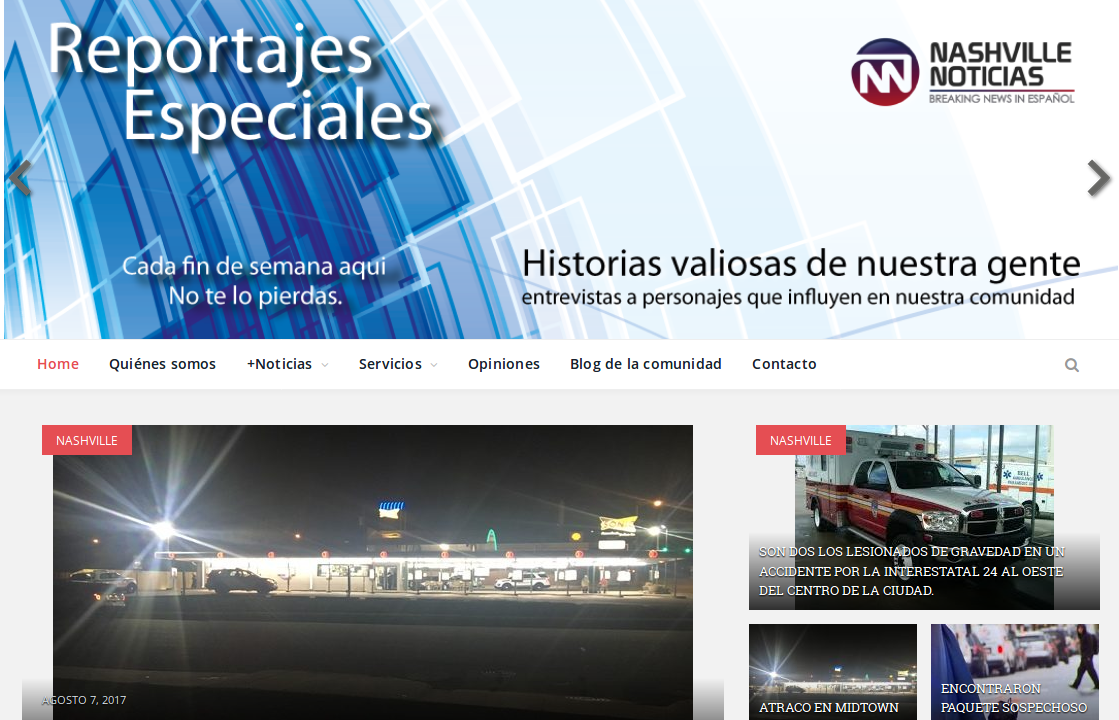 Reportajes
Especiales
NASHVILLE
NOTICIAS
BREAKING NEWS IN ESPAÑOL
Cada fin de semana aqui
No te lo pierdas.
Historias valiosas de nuestra gente
entrevistas a personajes que influyen en nuestra comunidad
Home Quiénes somos +Noticias Servicios Opiniones Blog de la comunidad Contacto
NASHVILLE
AGOSTO 7, 2017
NASHVILLE
SON DOS LOS LESIONADOS DE GRAVEDAD EN UN
ACCIDENTE POR LA INTERESTATAL 24 AL OESTE
DEL CENTRO DE LA CIUDAD.
ATRACO EN MIDTOWN
ENCONTRARON
PAQUETE SOSPECHOSO